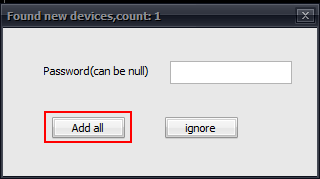 Found new devices,count: 1
Password(can be null)
Add all
ignore